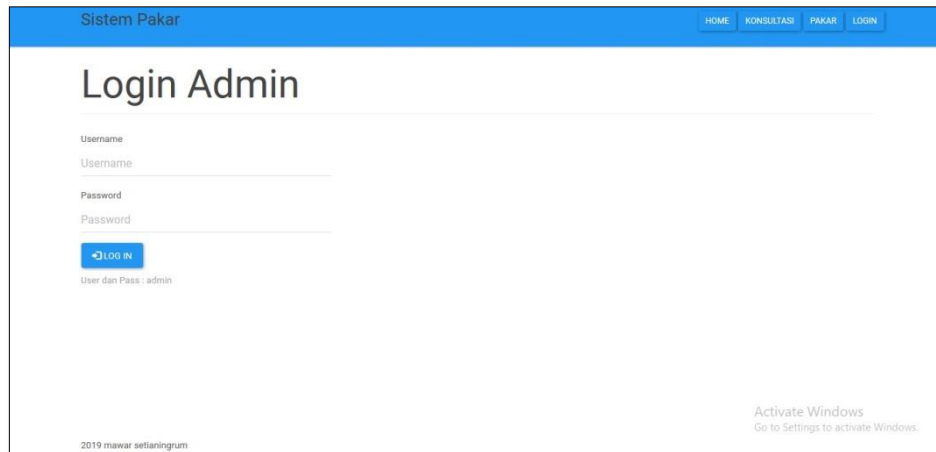 Sistem Pakar
HOME KONSULTASI PAKAR LOGIN
Login Admin
Username
Username
Password
Password
LOG IN
User dan Pass : admin
Activate Windows
Go to Settings to activate Windows.
2019 mawar setianingrum